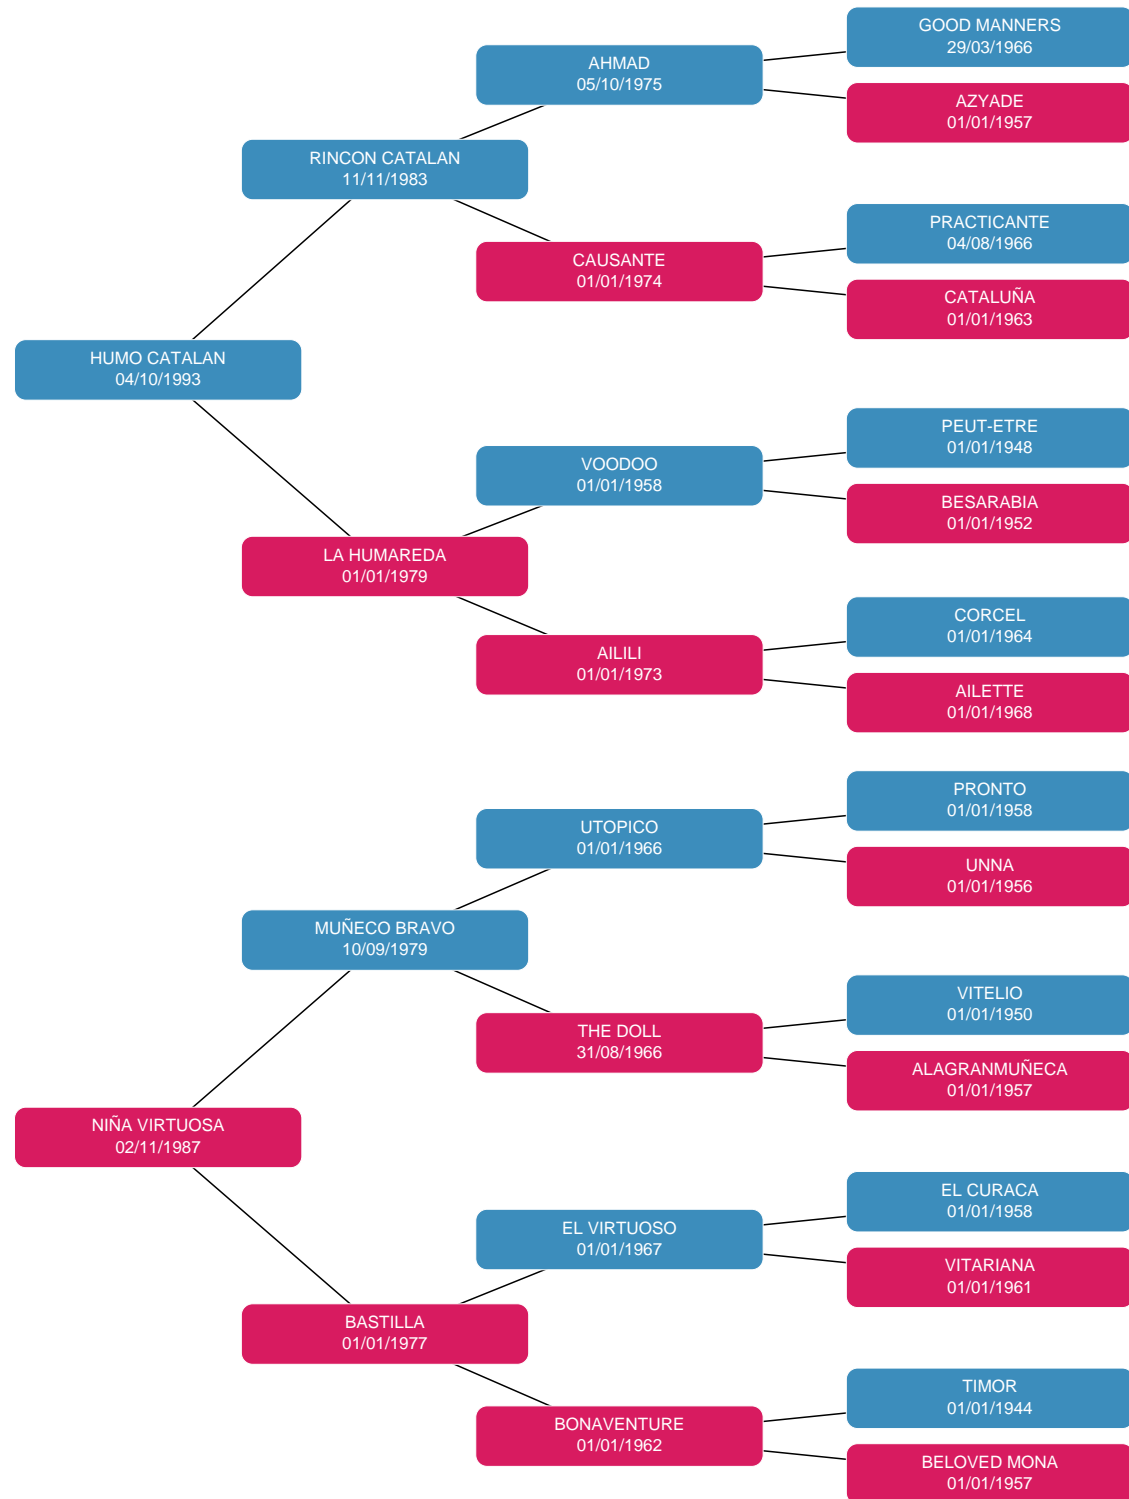 GOOD MANNERS
29/03/1966
AHMAD
05/10/1975
AZYADE
01/01/1957
RINCON CATALAN
11/11/1983
PRACTICANTE
04/08/1966
CAUSANTE
01/01/1974
CATALUÑA
01/01/1963
HUMO CATALAN
04/10/1993
PEUT-ETRE
01/01/1948
VOODOO
01/01/1958
BESARABIA
01/01/1952
LA HUMAREDA
01/01/1979
CORCEL
01/01/1964
AILILI
01/01/1973
AILETTE
01/01/1968
PRONTO
01/01/1958
UTOPICO
01/01/1966
UNNA
01/01/1956
MUÑECO BRAVO
10/09/1979
VITELIO
01/01/1950
THE DOLL
31/08/1966
ALAGRANMUÑECA
01/01/1957
NIÑA VIRTUOSA
02/11/1987
EL CURACA
01/01/1958
EL VIRTUOSO
01/01/1967
VITARIANA
01/01/1961
BASTILLA
01/01/1977
TIMOR
01/01/1944
BONAVENTURE
01/01/1962
BELOVED MONA
01/01/1957